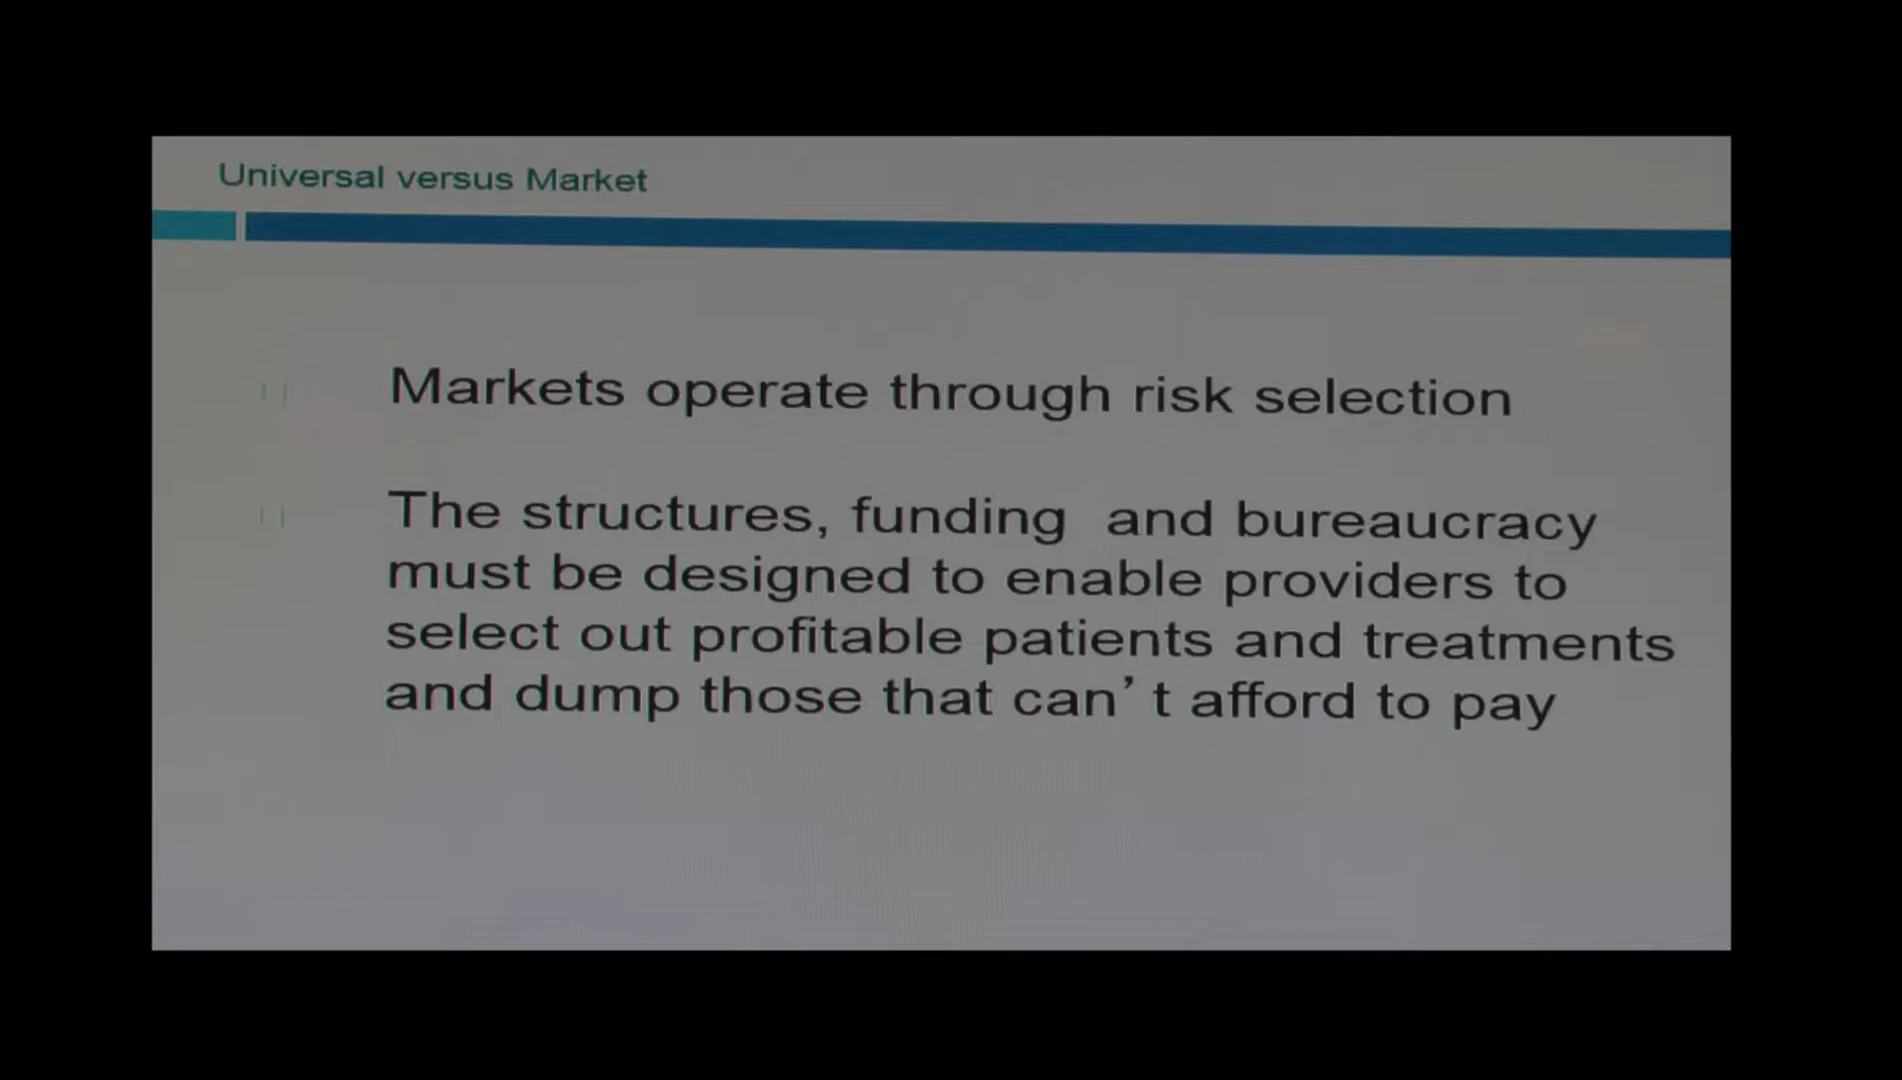 Universal versus Market
Markets operate through risk selection
The structures, funding  and bureaucracy
must be designed to enable providers to
select out profitable patients and treatments
and dump those that can’t afford to pay